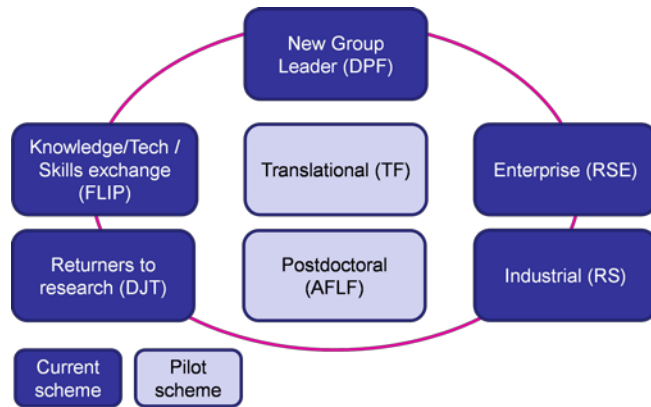 New Group
Leader (DPF)
Knowledge/Tech /
Skills exchange
(FLIP)
Translational (TF)
Enterprise (RSE)
Returners to
research (DJT)
Postdoctoral
(AFLF)
Industrial (RS)
Current
scheme
Pilot
scheme